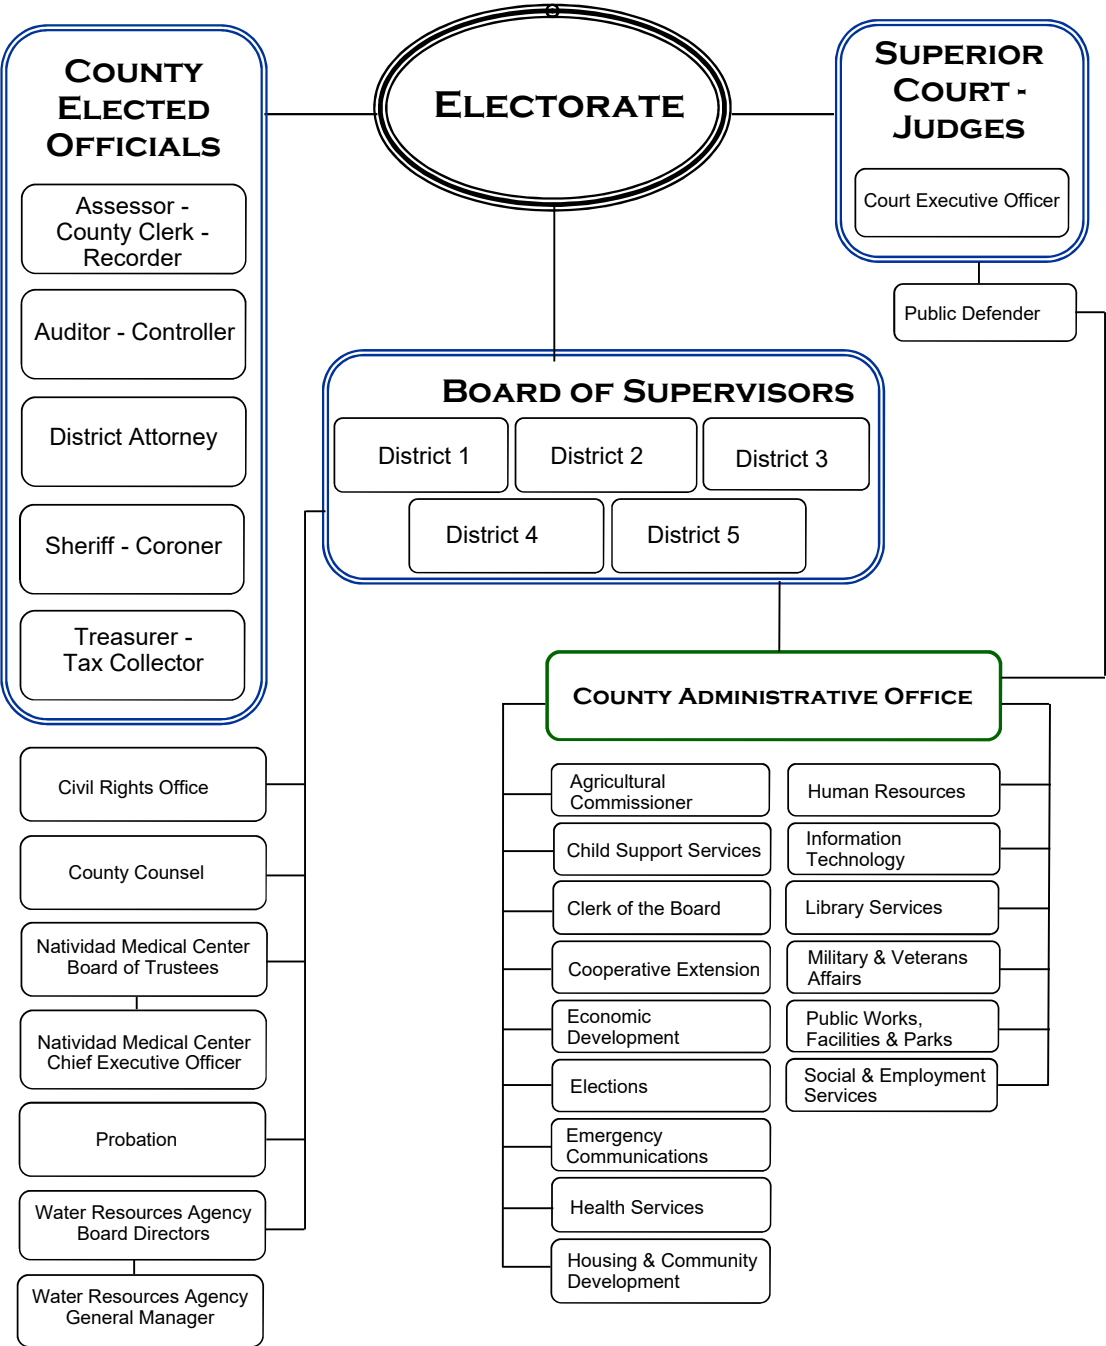 COUNTY
ELECTED
OFFICIALS
Assessor -
County Clerk -
Recorder
Auditor - Controller
District Attorney
Sheriff - Coroner
Treasurer -
Tax Collector
ELECTORATE
SUPERIOR
COURT -
JUDGES
Court Executive Officer
Public Defender
BOARD OF SUPERVISORS
District 1
District 2
District 3
District 4
District 5
COUNTY ADMINISTRATIVE OFFICE
Civil Rights Office
County Counsel
Natividad Medical Center
Board of Trustees
Natividad Medical Center
Chief Executive Officer
Probation
Water Resources Agency
Board Directors
Water Resources Agency
General Manager
Agricultural
Commissioner
Child Support Services
Clerk of the Board
Cooperative Extension
Economic
Development
Elections
Emergency
Communications
Health Services
Housing & Community
Development
Human Resources
Information
Technology
Library Services
Military & Veterans
Affairs
Public Works,
Facilities & Parks
Social & Employment
Services